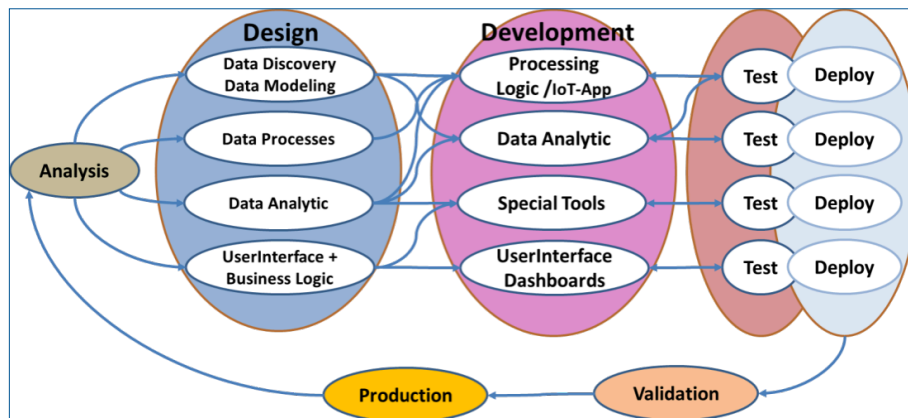 Design
Development
Data Discovery
Data Modeling
Processing
Logic /IoT-App
Test
Deploy
Data Processes
Data Analytic
Test
Deploy
Analysis
Data Analytic
Special Tools
Test
Deploy
UserInterface +
Business Logic
UserInterface
Dashboards
Test
Deploy
Production
Validation